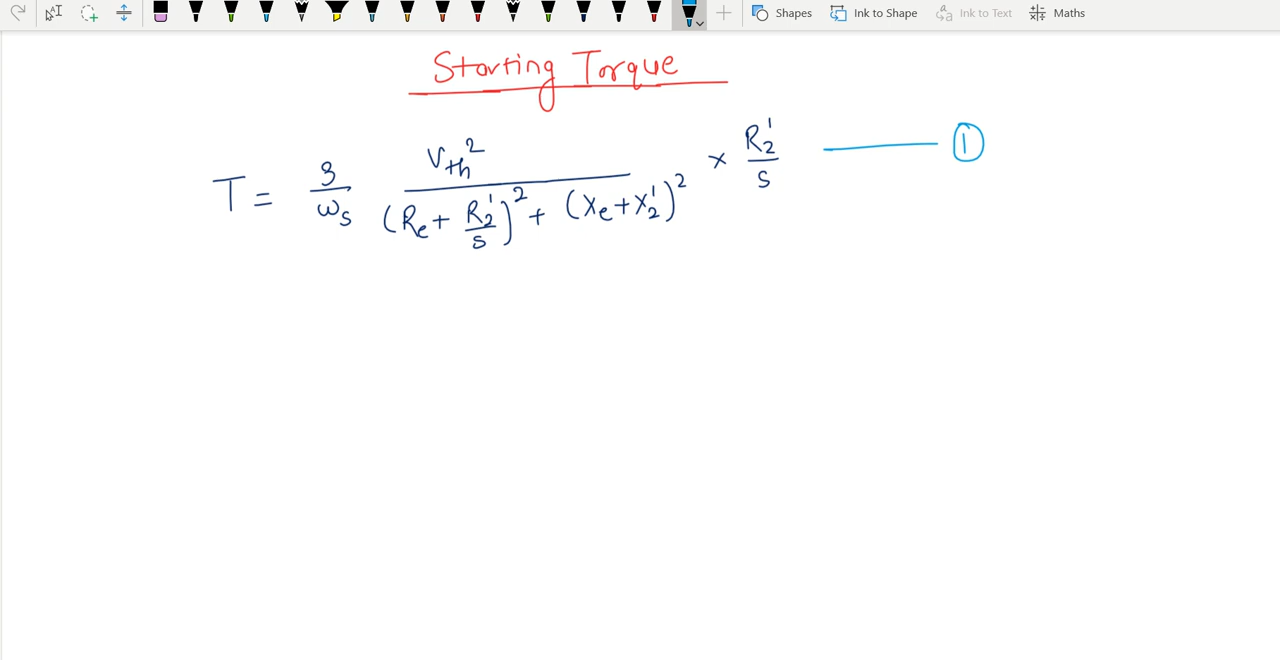 Shapes Ink to Shape Ink to Text Maths
Starting Torque
T = 3/ωs Vth²/((Re + R2'/s)² + (Xe + X2')²) × R2'/s ——— ①